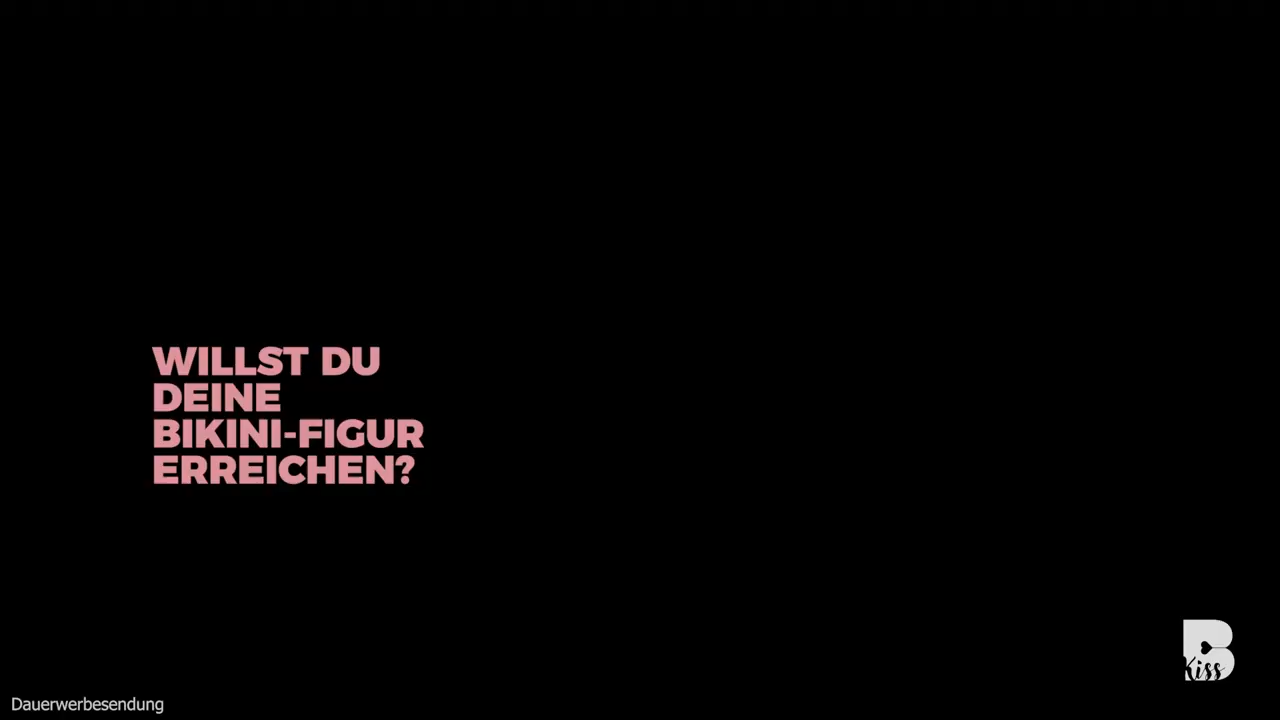 WILLST DU
DEINE
BIKINI-FIGUR
ERREICHEN?
B
Kiss
Dauerwerbesendung